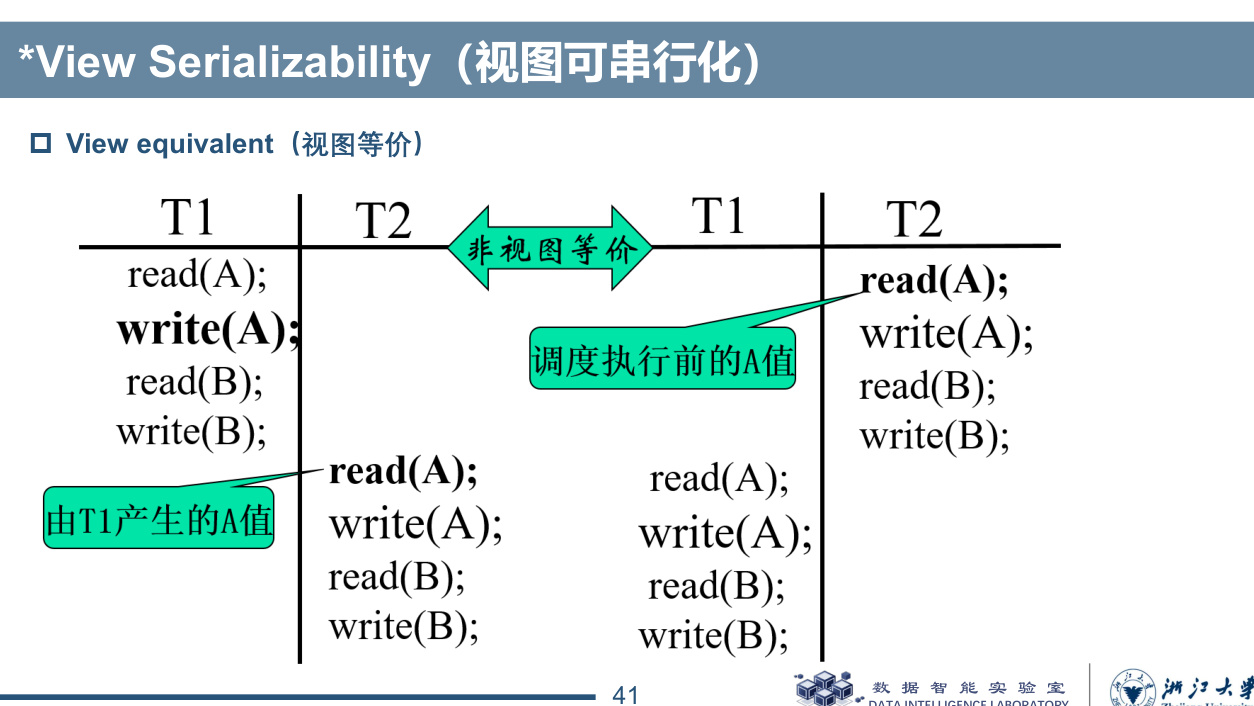 *View Serializability（视图可串行化）
View equivalent（视图等价）
T1
T2
非视图等价
T1
T2
read(A);
write(A);
read(B);
write(B);
由T1产生的A值
read(A);
write(A);
read(B);
write(B);
调度执行前的A值
read(A);
write(A);
read(B);
write(B);
read(A);
write(A);
read(B);
write(B);
41
数据智能实验室
DATA INTELLIGENCE LABORATORY
浙江大学